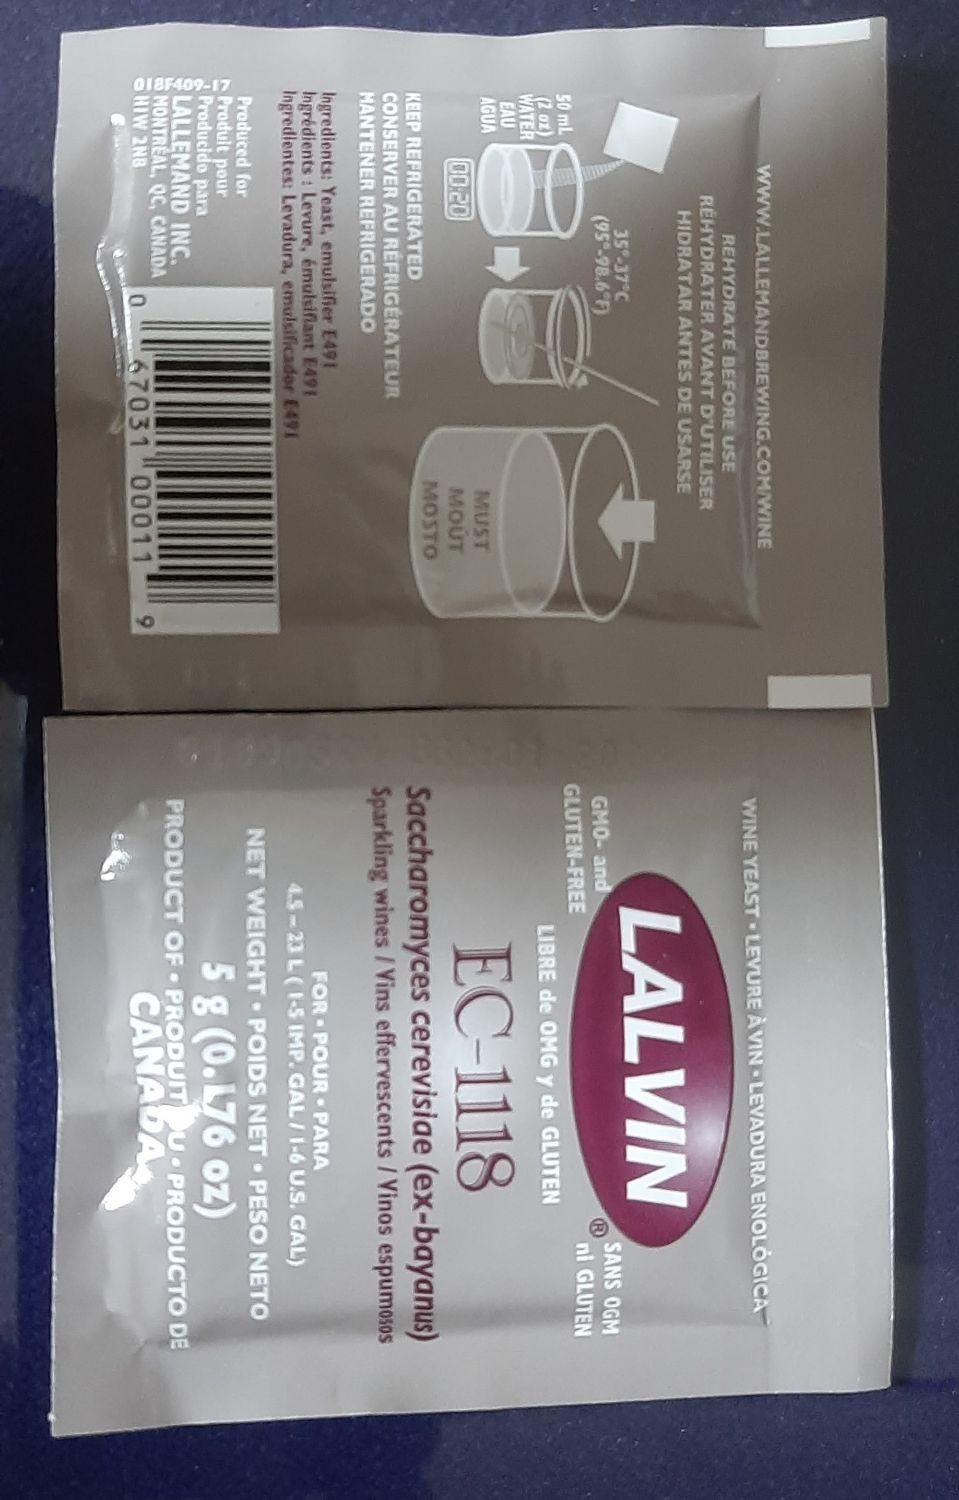 WWW.LALLEMANDBREWING.COM/WINE
REHYDRATE BEFORE USE
RÉHYDRATER AVANT D'UTILISER
HIDRATAR ANTES DE USARSE
50 mL
(2 oz)
WATER
EAU
AGUA
35°-37°C
(95°-98.6°F)
00:20
MUST
MOÛT
MOSTO
KEEP REFRIGERATED
CONSERVER AU RÉFRIGÉRATEUR
MANTENER REFRIGERADO
Ingredients: Yeast, emulsifier E491
Ingrédients : Levure, émulsifiant E491
Ingredientes: Levadura, emulsificador E491
Produced for
Produit pour
Producido para
LALLEMAND INC.
MONTRÉAL, QC, CANADA
H1W 2N8
018F409-17
0 67031 00011 9
WINE YEAST • LEVURE À VIN • LEVADURA ENOLÓGICA
LALVIN®
GMO- and
GLUTEN-FREE
SANS OGM
ni GLUTEN
LIBRE de OMG y de GLUTEN
EC-1118
Saccharomyces cerevisiae (ex-bayanus)
Sparkling wines / Vins effervescents / Vinos espumosos
FOR • POUR • PARA
4.5 – 23 L ( 1-5 IMP. GAL / 1-6 U.S. GAL)
NET WEIGHT • POIDS NET • PESO NETO
5 g (0.176 oz)
PRODUCT OF • PRODUIT DU • PRODUCTO DE
CANADA